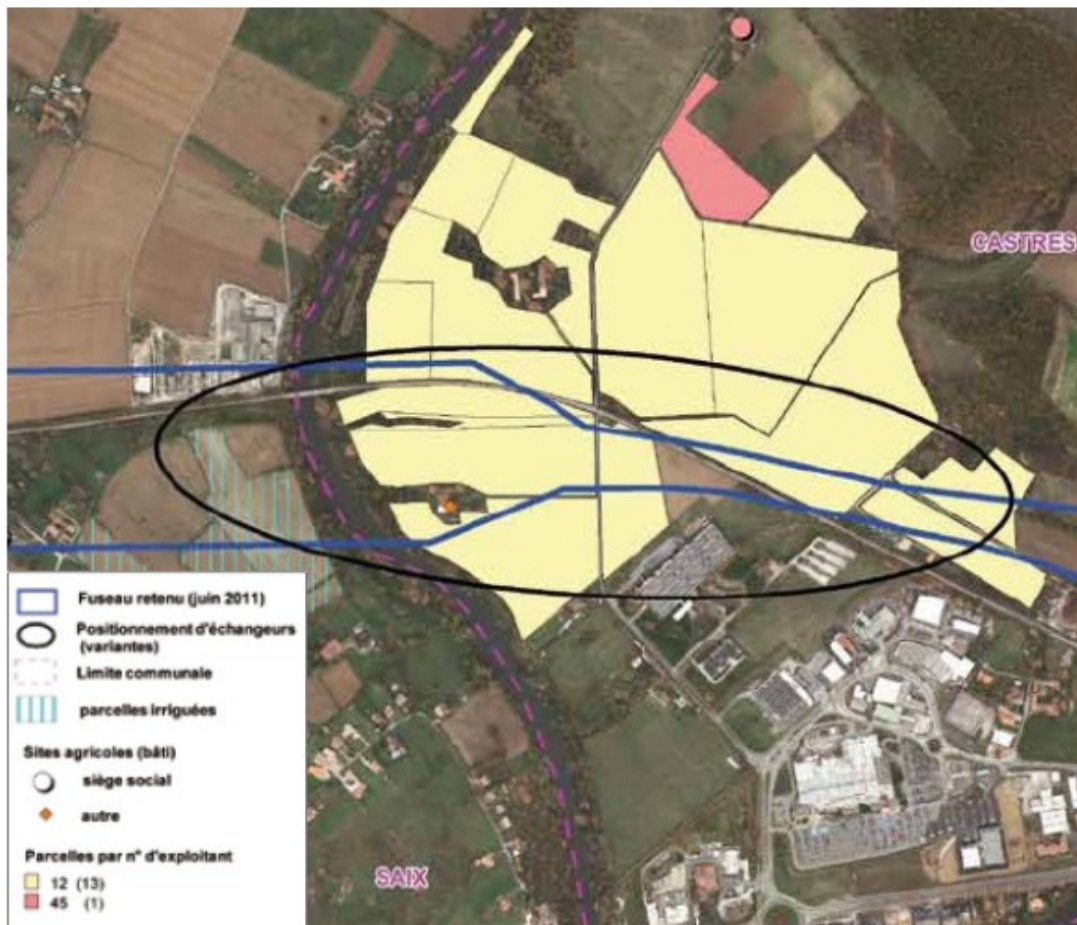 CASTRES
Fuseau retenu (juin 2011)
Positionnement d'échangeurs
(variantes)
Limite communale
parcelles irriguées
Sites agricoles (bâti)
siège social
autre
Parcelles par n° d'exploitant
12 (13)
45 (1)
SAIX